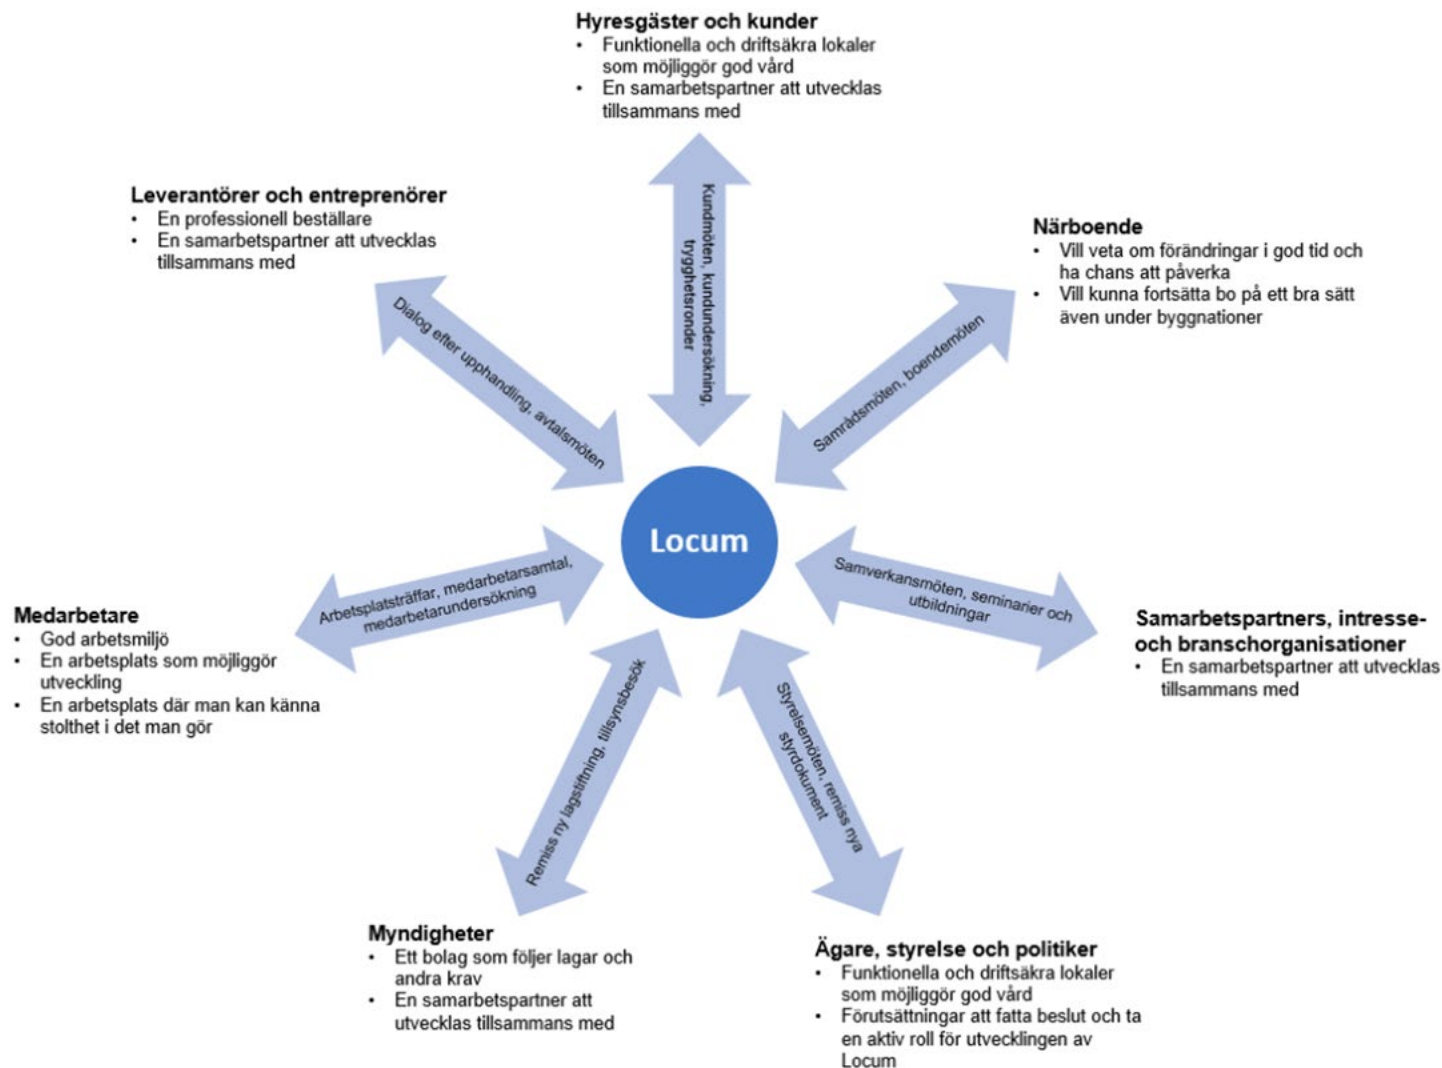 Hyresgäster och kunder
• Funktionella och driftsäkra lokaler
som möjliggör god vård
• En samarbetspartner att utvecklas
tillsammans med
Kundmöten, kundundersökning,
trygghetsronder
Leverantörer och entreprenörer
• En professionell beställare
• En samarbetspartner att utvecklas
tillsammans med
Dialog efter upphandling, avtalsmöten
Närboende
• Vill veta om förändringar i god tid och
ha chans att påverka
• Vill kunna fortsätta bo på ett bra sätt
även under byggnationer
Samrådsmöten, boendemöten
Locum
Medarbetare
• God arbetsmiljö
• En arbetsplats som möjliggör
utveckling
• En arbetsplats där man kan känna
stolthet i det man gör
Arbetsplatsträffar, medarbetarsamtal,
medarbetarundersökning
Samverkansmöten, seminarier och
utbildningar
Samarbetspartners, intresse-
och branschorganisationer
• En samarbetspartner att utvecklas
tillsammans med
Remiss ny lagstiftning, tillsynsbesök
Myndigheter
• Ett bolag som följer lagar och
andra krav
• En samarbetspartner att
utvecklas tillsammans med
Styrelsemöten, remiss nya
styrdokument
Ägare, styrelse och politiker
• Funktionella och driftsäkra lokaler
som möjliggör god vård
• Förutsättningar att fatta beslut och ta
en aktiv roll för utvecklingen av
Locum